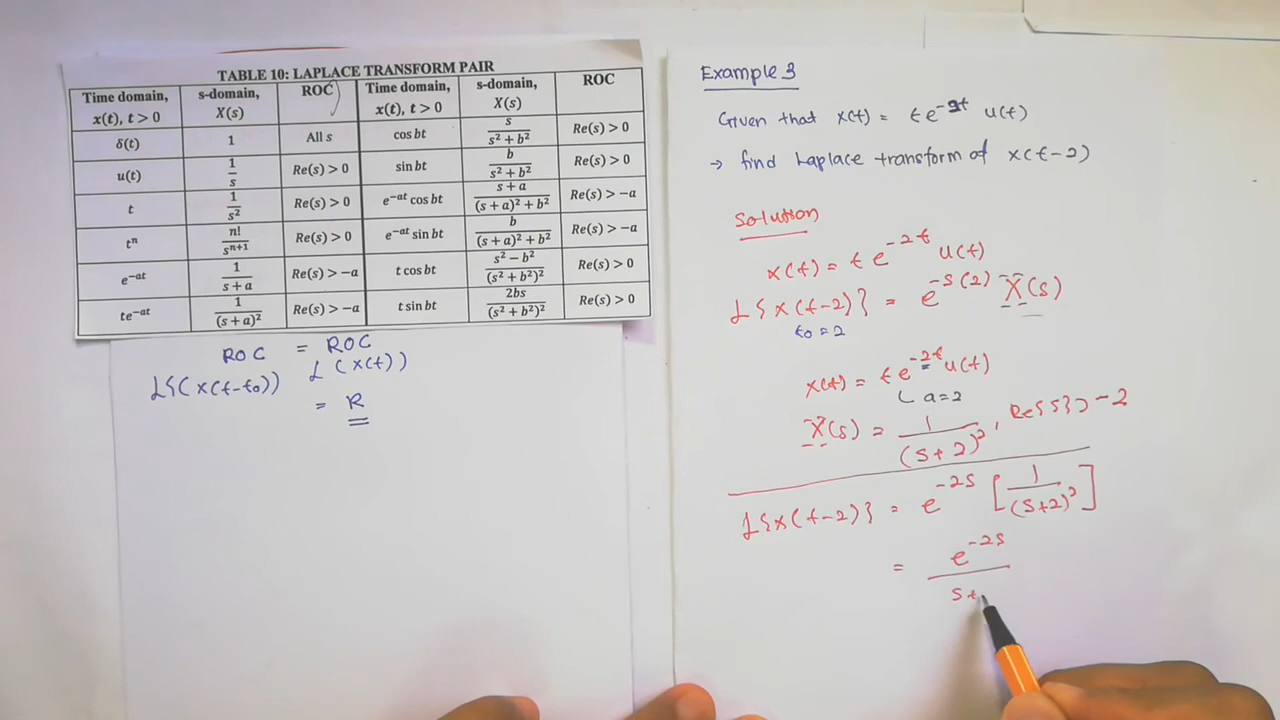 TABLE 10: LAPLACE TRANSFORM PAIR
Time domain, x(t), t > 0 | s-domain, X(s) | ROC | Time domain, x(t), t > 0 | s-domain, X(s) | ROC
δ(t) | 1 | All s | cos bt | s/(s² + b²) | Re(s) > 0
u(t) | 1/s | Re(s) > 0 | sin bt | b/(s² + b²) | Re(s) > 0
t | 1/s² | Re(s) > 0 | e^{-at} cos bt | (s + a)/((s + a)² + b²) | Re(s) > -a
tⁿ | n!/s^{n+1} | Re(s) > 0 | e^{-at} sin bt | b/((s + a)² + b²) | Re(s) > -a
e^{-at} | 1/(s + a) | Re(s) > -a | t cos bt | (s² - b²)/(s² + b²)² | Re(s) > 0
te^{-at} | 1/(s + a)² | Re(s) > -a | t sin bt | 2bs/(s² + b²)² | Re(s) > 0
ROC = ROC
L{(x(t-t₀)) L(x(t))
= R
Example 3
Given that x(t) = te^{-2t} u(t)
→ find Laplace transform of x(t-2)
Solution
x(t) = te^{-2t} u(t)
L{x(t-2)} = e^{-s(2)} X(s)
t₀ = 2
x(t) = te^{-2t} u(t)
a=2
X(s) = 1/(s+2)², Re{s} > -2
L{x(t-2)} = e^{-2s} [1/(s+2)²]
= e^{-2s}
s+